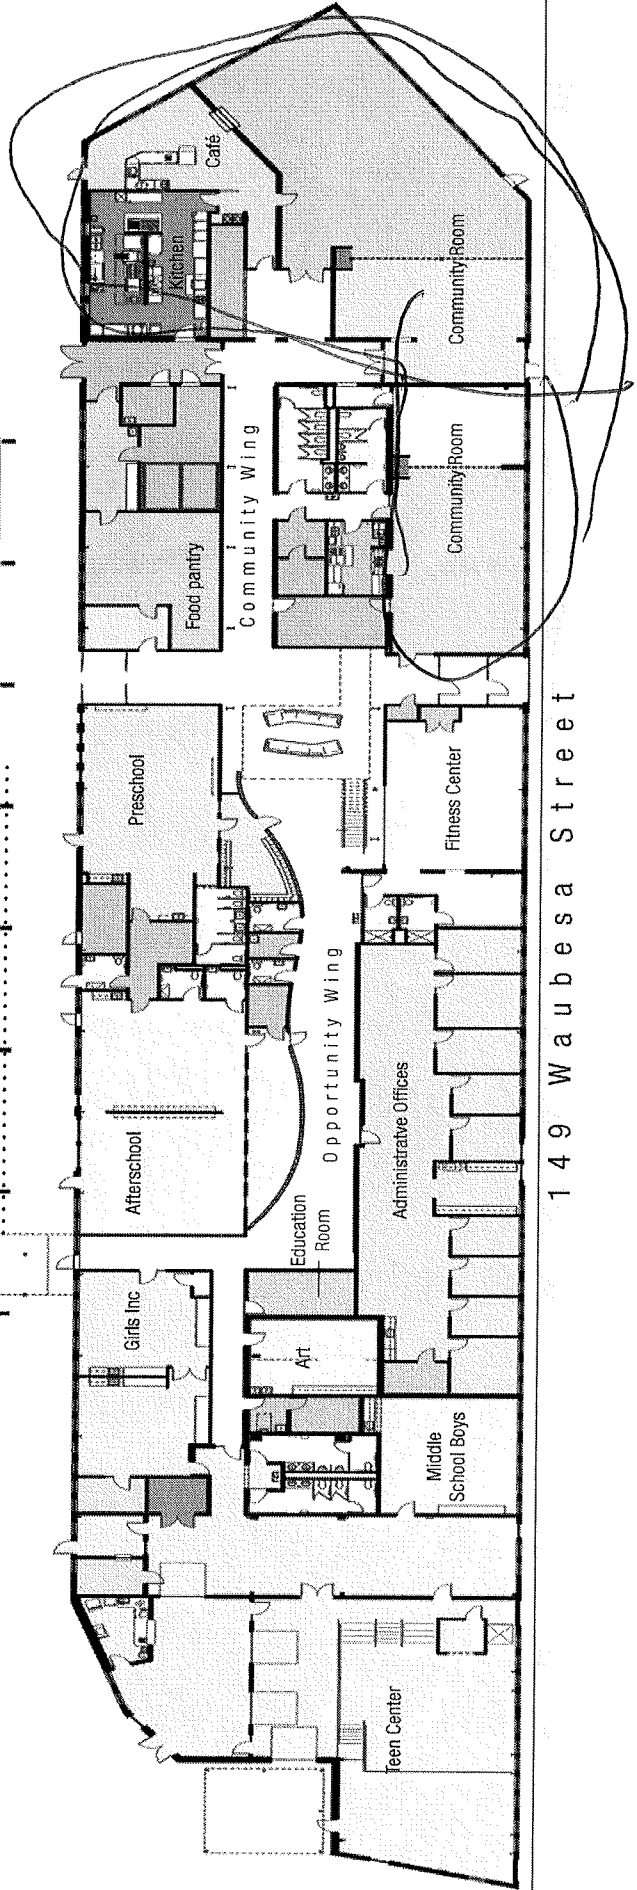 Café
Kitchen
Community Room
Community Room
Community Wing
Food pantry
Preschool
Fitness Center
149 Waubesa Street
Opportunity Wing
Administrative Offices
Afterschool
Education
Room
Girls Inc
Art
Middle
School Boys
Teen Center